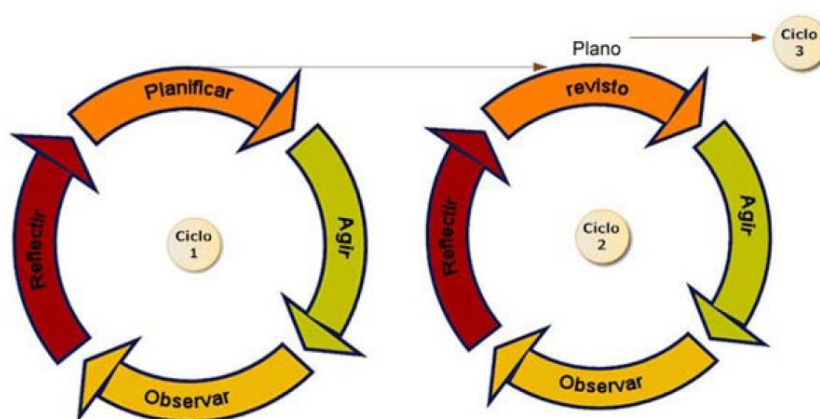 Planificar
Agir
Observar
Reflectir
Ciclo
1
Plano
revisto
Agir
Observar
Reflectir
Ciclo
2
Ciclo
3